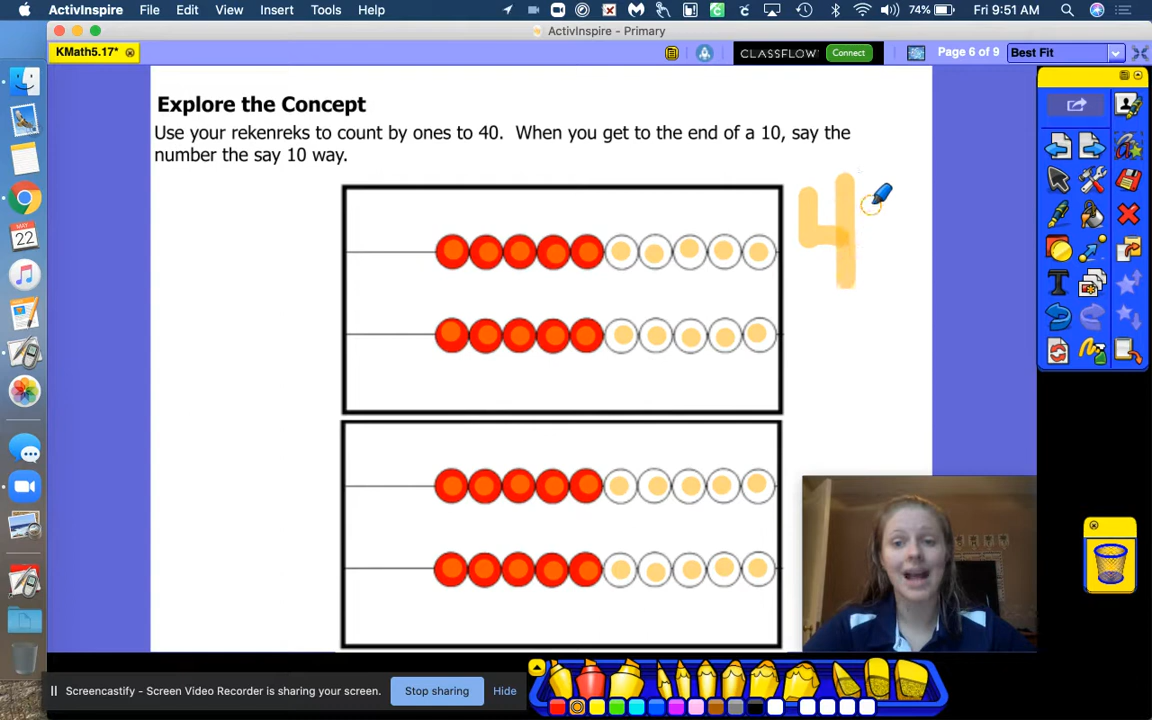 ActivInspire File Edit View Insert Tools Help 74% Fri 9:51 AM
ActivInspire - Primary
KMath5.17* CLASSFLOW Connect Page 6 of 9 Best Fit
Explore the Concept
Use your rekenreks to count by ones to 40. When you get to the end of a 10, say the
number the say 10 way.
4
MAY
22
Screencastify - Screen Video Recorder is sharing your screen. Stop sharing Hide